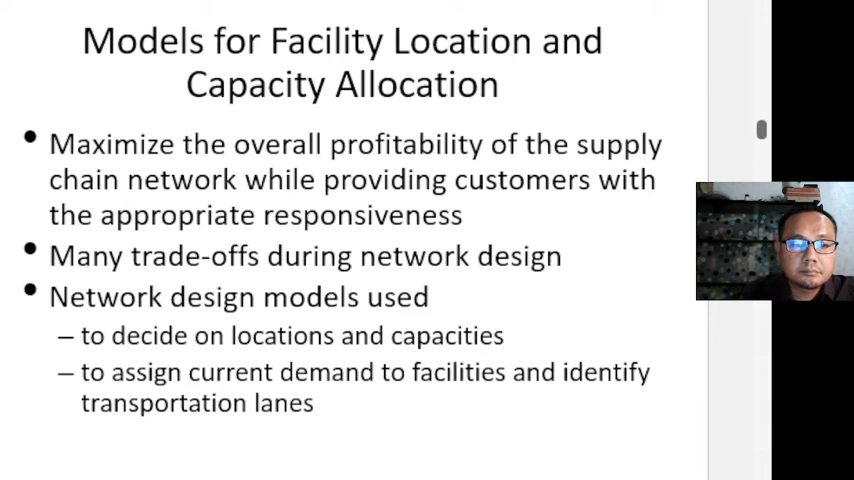 Models for Facility Location and
Capacity Allocation
• Maximize the overall profitability of the supply
chain network while providing customers with
the appropriate responsiveness
• Many trade-offs during network design
• Network design models used
– to decide on locations and capacities
– to assign current demand to facilities and identify
transportation lanes